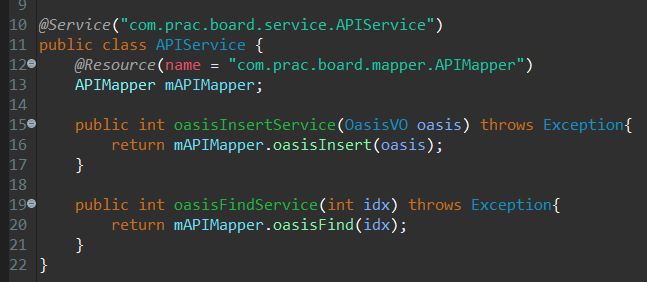 9
10 @Service("com.prac.board.service.APIService")
11 public class APIService {
12 @Resource(name = "com.prac.board.mapper.APIMapper")
13 APIMapper mAPIMapper;
14
15 public int oasisInsertService(OasisVO oasis) throws Exception{
16 return mAPIMapper.oasisInsert(oasis);
17 }
18
19 public int oasisFindService(int idx) throws Exception{
20 return mAPIMapper.oasisFind(idx);
21 }
22 }